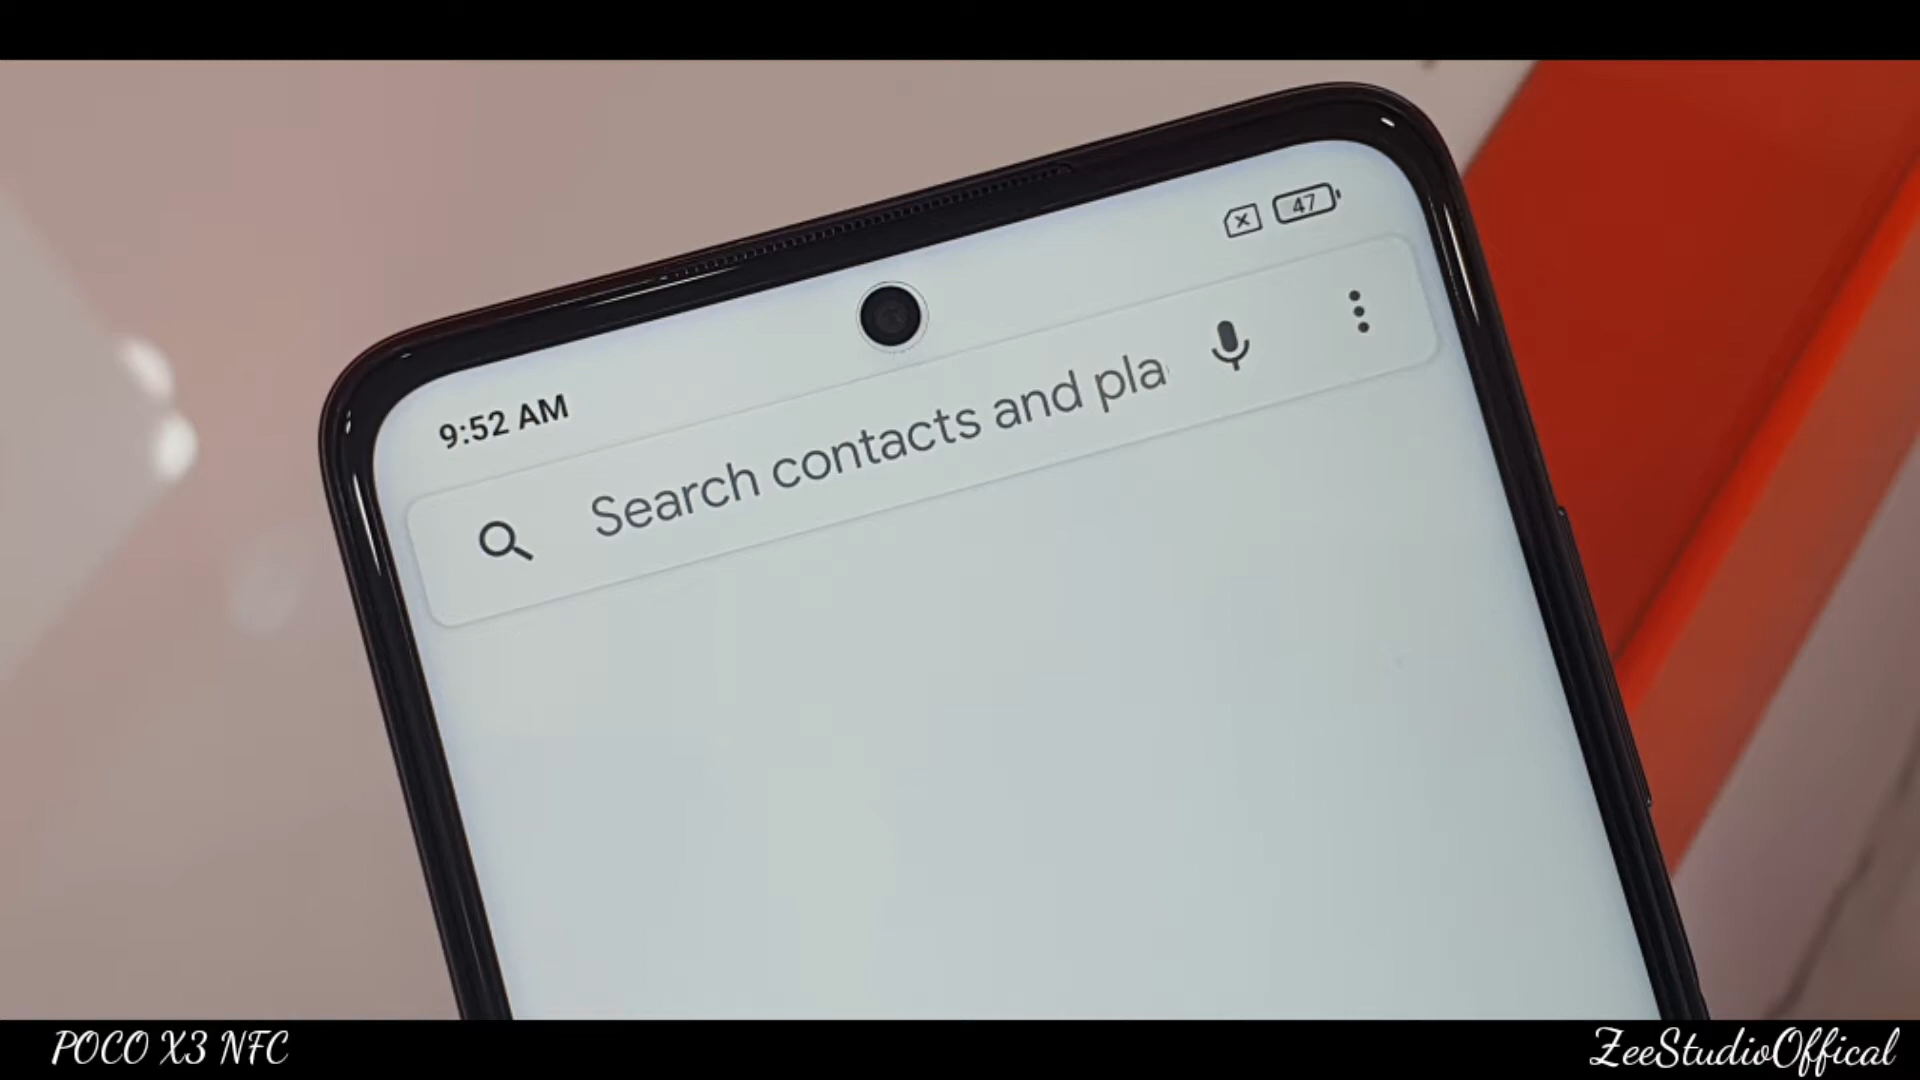 47
9:52 AM
Search contacts and pla
POCO X3 NFC
ZeeStudioOffical